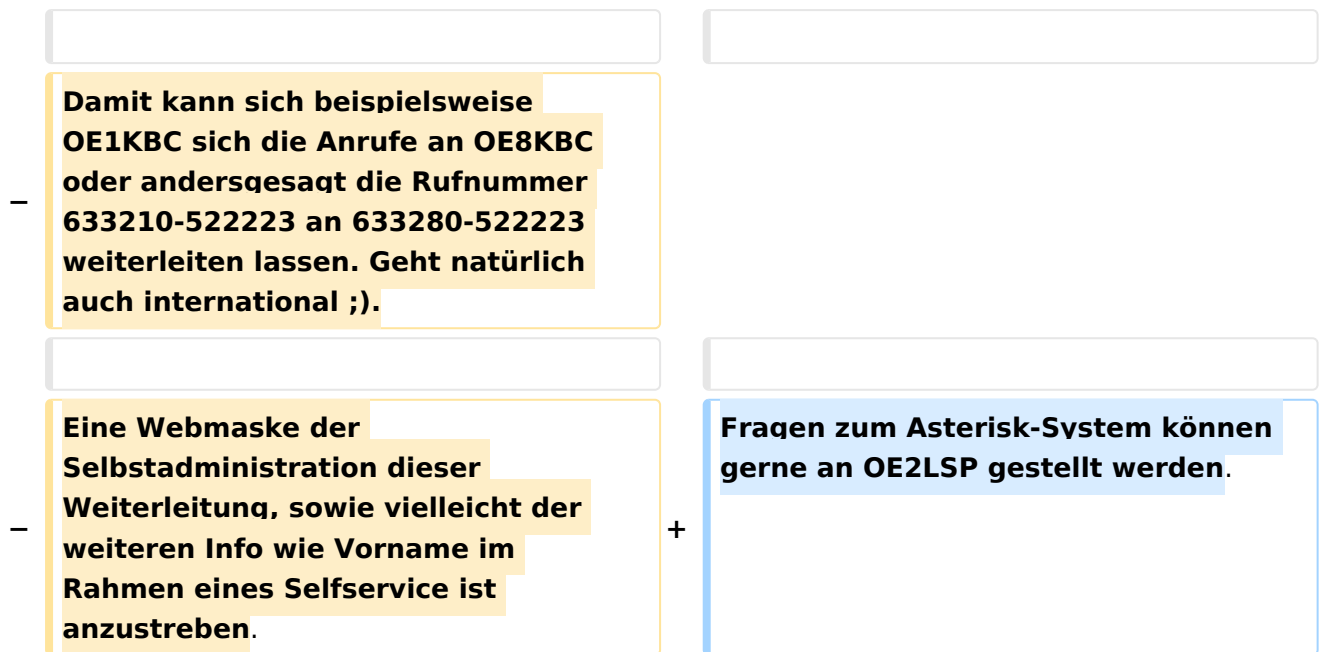 Damit kann sich beispielsweise
OE1KBC sich die Anrufe an OE8KBC
oder andersgesagt die Rufnummer
633210-522223 an 633280-522223
weiterleiten lassen. Geht natürlich
auch international ;).
−
Eine Webmaske der
Selbstadministration dieser
Weiterleitung, sowie vielleicht der
weiteren Info wie Vorname im
Rahmen eines Selfservice ist
anzustreben.
−
+
Fragen zum Asterisk-System können
gerne an OE2LSP gestellt werden.